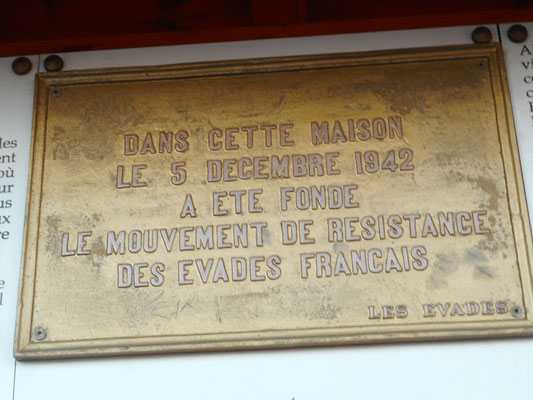 DANS CETTE MAISON
LE 5 DECEMBRE 1942
A ETE FONDE
LE MOUVEMENT DE RESISTANCE
DES EVADES FRANCAIS
LES EVADES